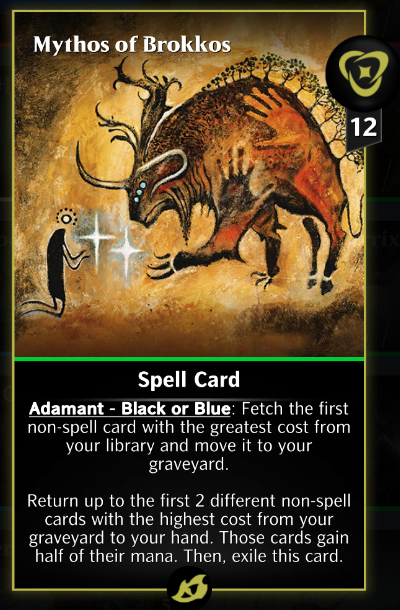 Mythos of Brokkos
12
Spell Card
Adamant - Black or Blue: Fetch the first
non-spell card with the greatest cost from
your library and move it to your
graveyard.
Return up to the first 2 different non-spell
cards with the highest cost from your
graveyard to your hand. Those cards gain
half of their mana. Then, exile this card.